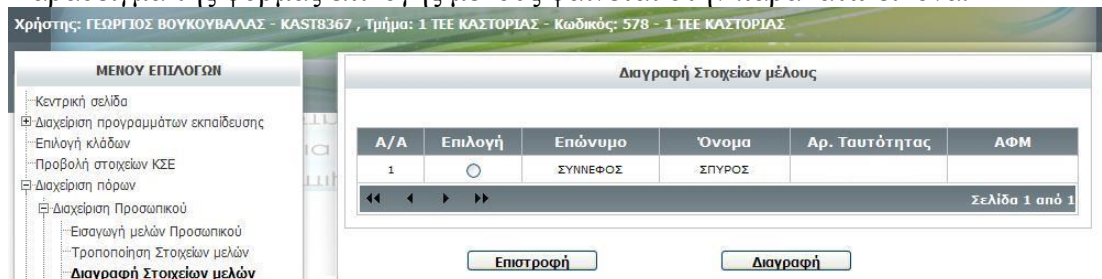 Χρήστης: ΓΕΩΡΓΙΟΣ ΒΟΥΚΟΥΒΑΛΑΣ - KAST8367 , Τμήμα: 1 ΤΕΕ ΚΑΣΤΟΡΙΑΣ - Κωδικός: 578 - 1 ΤΕΕ ΚΑΣΤΟΡΙΑΣ
ΜΕΝΟΥ ΕΠΙΛΟΓΩΝ
Κεντρική σελίδα
Διαχείριση προγραμμάτων εκπαίδευσης
Επιλογή κλάδων
Προβολή στοιχείων ΚΣΕ
Διαχείριση πόρων
Διαχείριση Προσωπικού
Εισαγωγή μελών Προσωπικού
Τροποποίηση Στοιχείων μελών
Διαγραφή Στοιχείων μελών
Διαγραφή Στοιχείων μέλους
Α/Α Επιλογή Επώνυμο Όνομα Αρ. Ταυτότητας ΑΦΜ
1 ΣΥΝΝΕΦΟΣ ΣΠΥΡΟΣ
Σελίδα 1 από 1
Επιστροφή Διαγραφή